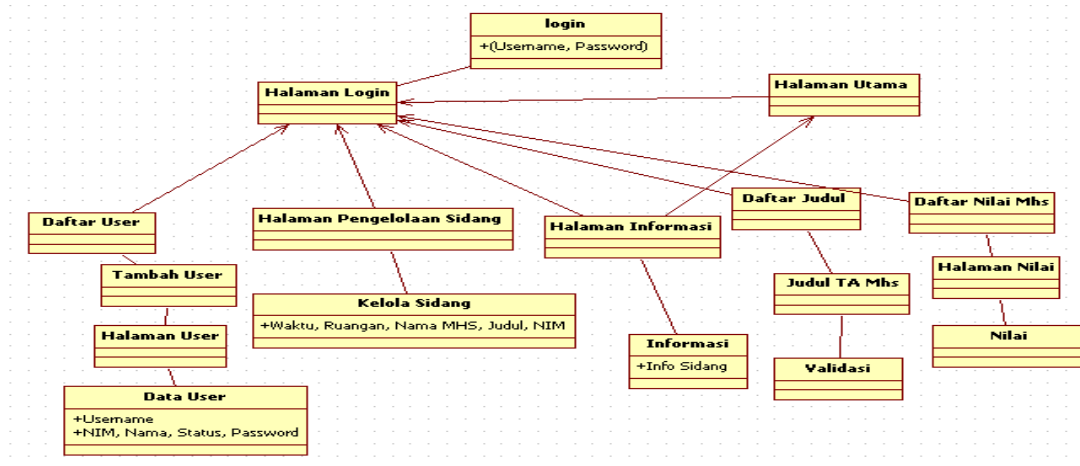 login
+(Username, Password)
Halaman Login
Halaman Utama
Daftar User
Halaman Pengelolaan Sidang
Halaman Informasi
Daftar Judul
Daftar Nilai Mhs
Tambah User
Kelola Sidang
+Waktu, Ruangan, Nama MHS, Judul, NIM
Judul TA Mhs
Halaman Nilai
Halaman User
Informasi
+Info Sidang
Validasi
Nilai
Data User
+Username
+NIM, Nama, Status, Password